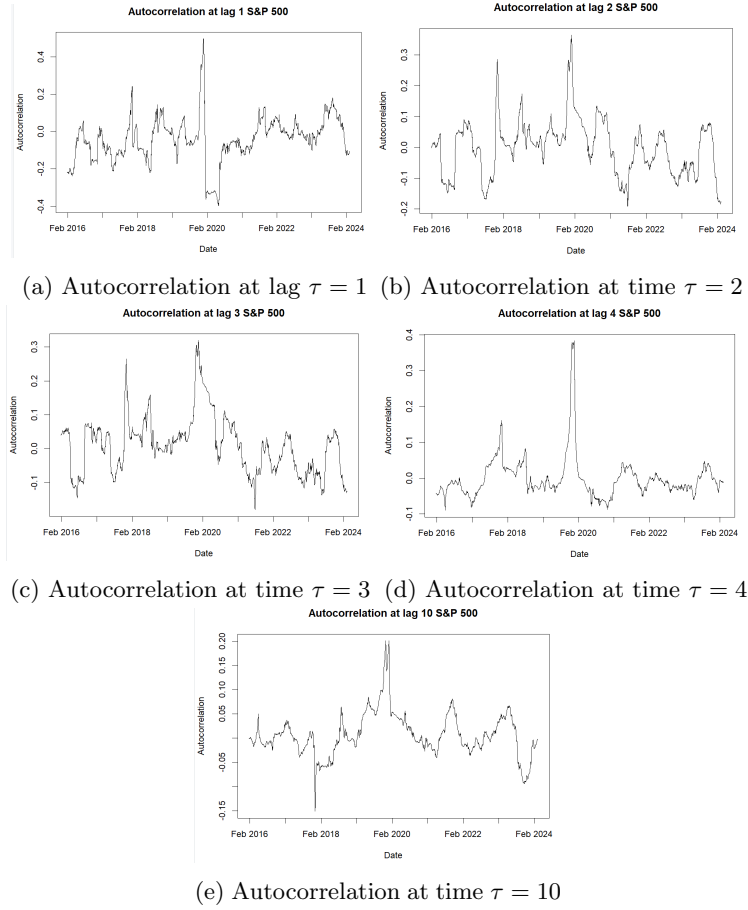 Autocorrelation at lag 1 S&P 500
Autocorrelation
0.4
0.2
0.0
-0.2
-0.4
Feb 2016 Feb 2018 Feb 2020 Feb 2022 Feb 2024
Date
(a) Autocorrelation at lag τ = 1
Autocorrelation at lag 2 S&P 500
Autocorrelation
0.3
0.2
0.1
0.0
-0.1
-0.2
Feb 2016 Feb 2018 Feb 2020 Feb 2022 Feb 2024
Date
(b) Autocorrelation at time τ = 2
Autocorrelation at lag 3 S&P 500
Autocorrelation
0.3
0.2
0.1
0.0
-0.1
Feb 2016 Feb 2018 Feb 2020 Feb 2022 Feb 2024
Date
(c) Autocorrelation at time τ = 3
Autocorrelation at lag 4 S&P 500
Autocorrelation
0.4
0.3
0.2
0.1
0.0
-0.1
Feb 2016 Feb 2018 Feb 2020 Feb 2022 Feb 2024
Date
(d) Autocorrelation at time τ = 4
Autocorrelation at lag 10 S&P 500
Autocorrelation
0.20
0.15
0.10
0.05
-0.05
-0.15
Feb 2016 Feb 2018 Feb 2020 Feb 2022 Feb 2024
Date
(e) Autocorrelation at time τ = 10